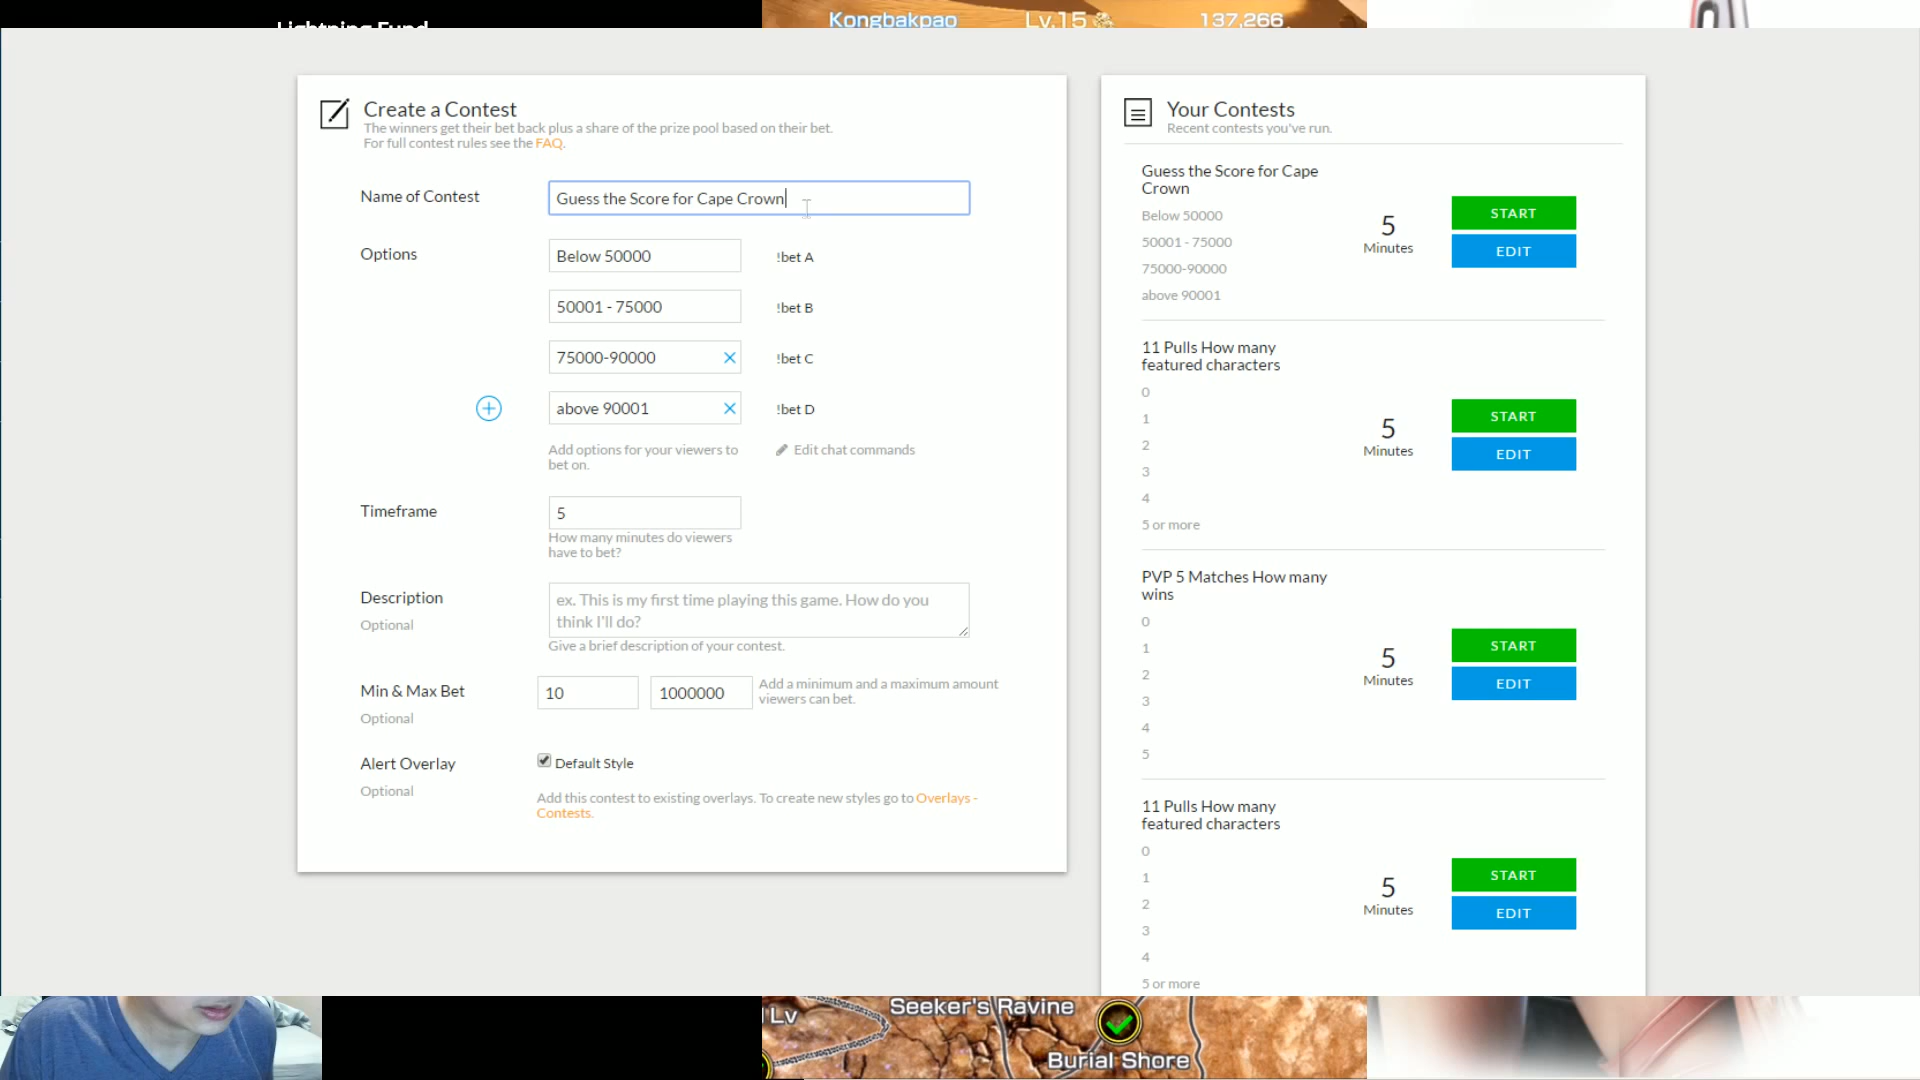 Lightning Fund
Kongbakpao Lv.15 137,266
Create a Contest
The winners get their bet back plus a share of the prize pool based on their bet.
For full contest rules see the FAQ.
Name of Contest
Guess the Score for Cape Crown
Options
Below 50000
!bet A
50001 - 75000
!bet B
75000-90000
!bet C
above 90001
!bet D
Add options for your viewers to
bet on.
Edit chat commands
Timeframe
5
How many minutes do viewers
have to bet?
Description
Optional
ex. This is my first time playing this game. How do you
think I'll do?
Give a brief description of your contest.
Min & Max Bet
Optional
10
1000000
Add a minimum and a maximum amount
viewers can bet.
Alert Overlay
Optional
Default Style
Add this contest to existing overlays. To create new styles go to Overlays -
Contests.
Your Contests
Recent contests you've run.
Guess the Score for Cape
Crown
Below 50000
50001 - 75000
75000-90000
above 90001
5
Minutes
START
EDIT
11 Pulls How many
featured characters
0
1
2
3
4
5 or more
5
Minutes
START
EDIT
PVP 5 Matches How many
wins
0
1
2
3
4
5
5
Minutes
START
EDIT
11 Pulls How many
featured characters
0
1
2
3
4
5 or more
5
Minutes
START
EDIT
Lv
Seeker's Ravine
Burial Shore